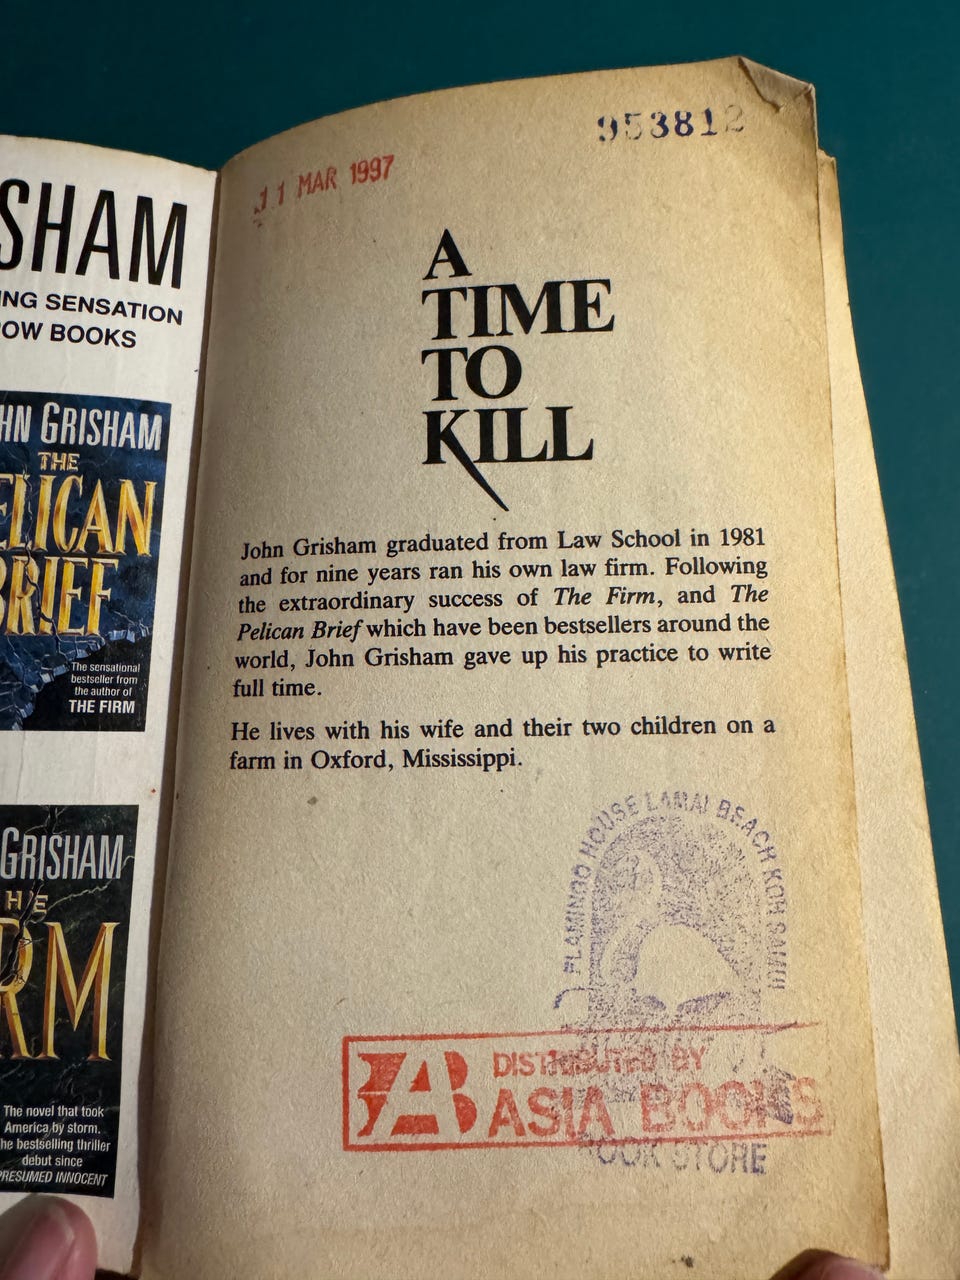 SHAM
ING SENSATION
OW BOOKS
HN GRISHAM
THE
ELICAN
BRIEF
The sensational
bestseller from
the author of
THE FIRM
GRISHAM
HE
RM
The novel that took
America by storm.
he bestselling thriller
debut since
PRESUMED INNOCENT
953812
11 MAR 1997
A
TIME
TO
KILL
John Grisham graduated from Law School in 1981
and for nine years ran his own law firm. Following
the extraordinary success of The Firm, and The
Pelican Brief which have been bestsellers around the
world, John Grisham gave up his practice to write
full time.
He lives with his wife and their two children on a
farm in Oxford, Mississippi.
FLAMINGO HOUSE LAMAI BEACH KOH SAMUI
DISTRIBUTED BY
ASIA BOOKS
BOOK STORE